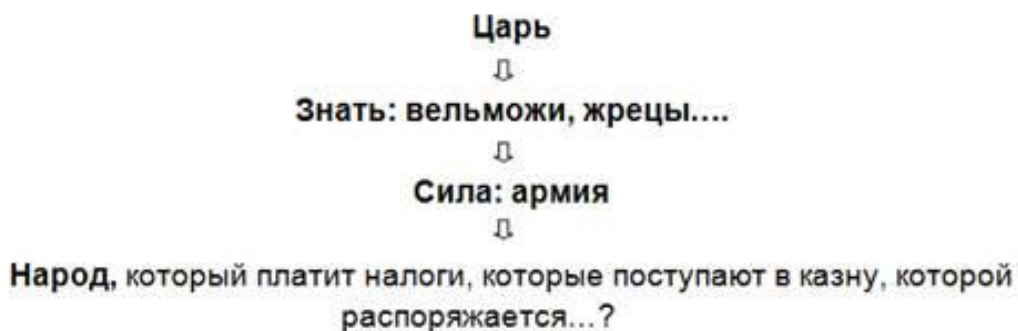 Царь
⇩
Знать: вельможи, жрецы....
⇩
Сила: армия
⇩
Народ, который платит налоги, которые поступают в казну, которой
распоряжается...?